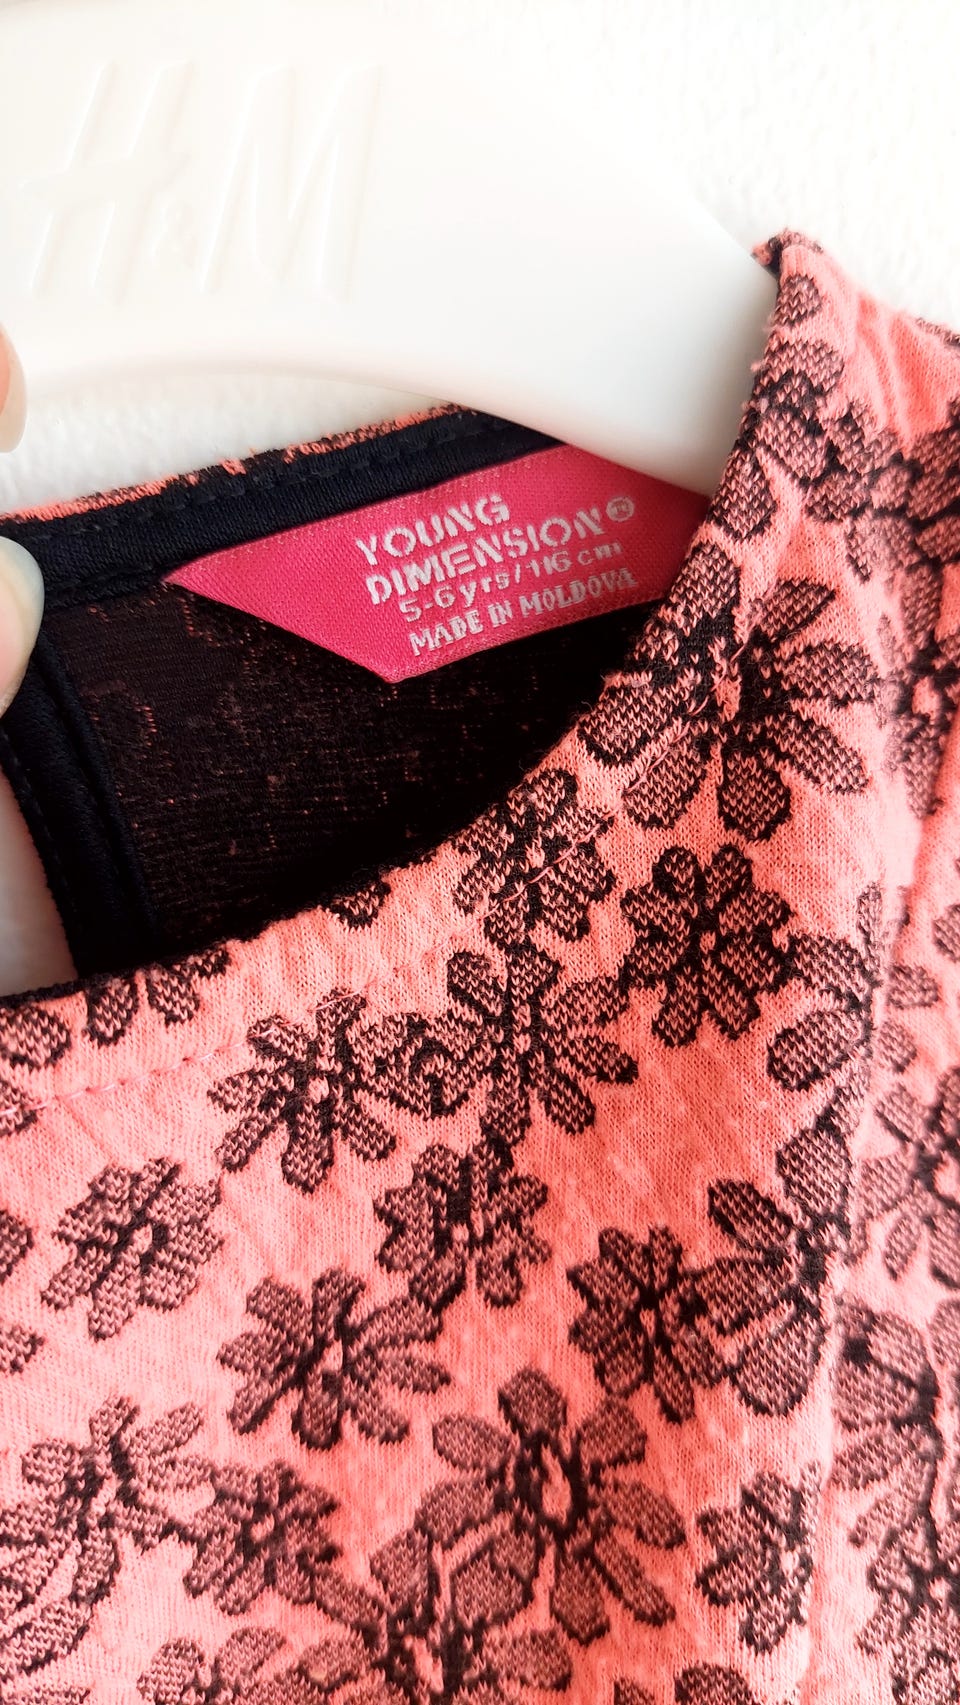 H&M
YOUNG
DIMENSION®
5-6yrs/116cm
MADE IN MOLDOVA